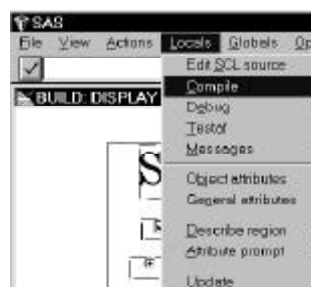 SAS
File View Actions Locals Globals Op
BUILD: DISPLAY
Edit SCL source
Compile
Debug
Testaf
Messages
Object attributes
General attributes
Describe region
Attribute prompt
Update
S